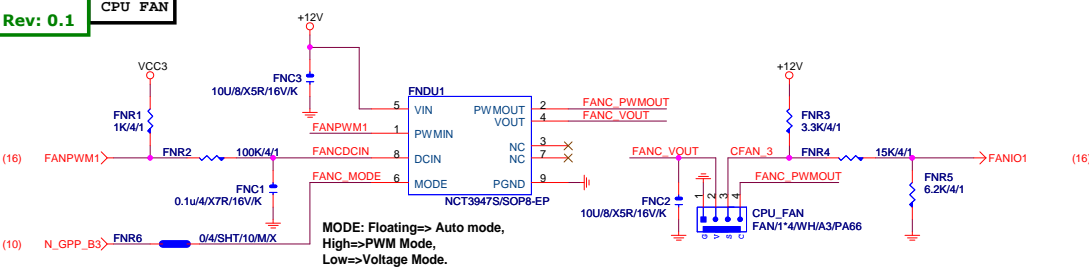 CPU FAN
Rev: 0.1
+12V
VCC3
+12V
FNC3
10U/8/X5R/16V/K
FNDU1
5
VIN
PWMOUT
2
FANC_PWMOUT
VOUT
4
FANC_VOUT
FNR1
1K/4/1
FNR3
3.3K/4/1
FANPWM1
1
PWMIN
NC
3
NC
7
(16)
FANPWM1
FNR2
100K/4/1
FANCDCIN
8
DCIN
FANC_VOUT
CFAN_3
FNR4
15K/4/1
FANIO1
(16)
FANC_MODE
6
MODE
PGND
9
FANC_PWMOUT
FNR5
6.2K/4/1
FNC1
0.1u/4/X7R/16V/K
NCT3947S/SOP8-EP
FNC2
10U/8/X5R/16V/K
1
2
3
4
G
V
S
C
CPU_FAN
FAN/1*4/WH/A3/PA66
(10)
N_GPP_B3
FNR6
0/4/SHT/10/M/X
MODE: Floating=> Auto mode,
High=>PWM Mode,
Low=>Voltage Mode.